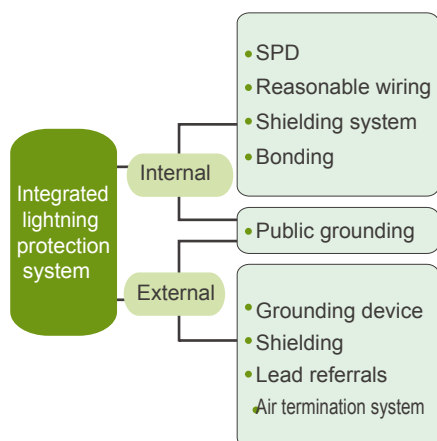 Integrated
lightning
protection
system
Internal
External
• SPD
• Reasonable wiring
• Shielding system
• Bonding
• Public grounding
• Grounding device
• Shielding
• Lead referrals
• Air termination system